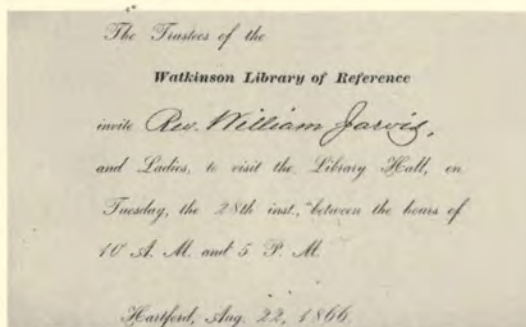 The Trustees of the
Watkinson Library of Reference
invite Rev. William Jarvis,
and Ladies, to visit the Library Hall, on
Tuesday, the 28th inst., between the hours of
10 A. M. and 5 P. M.
Hartford, Aug. 22, 1866.